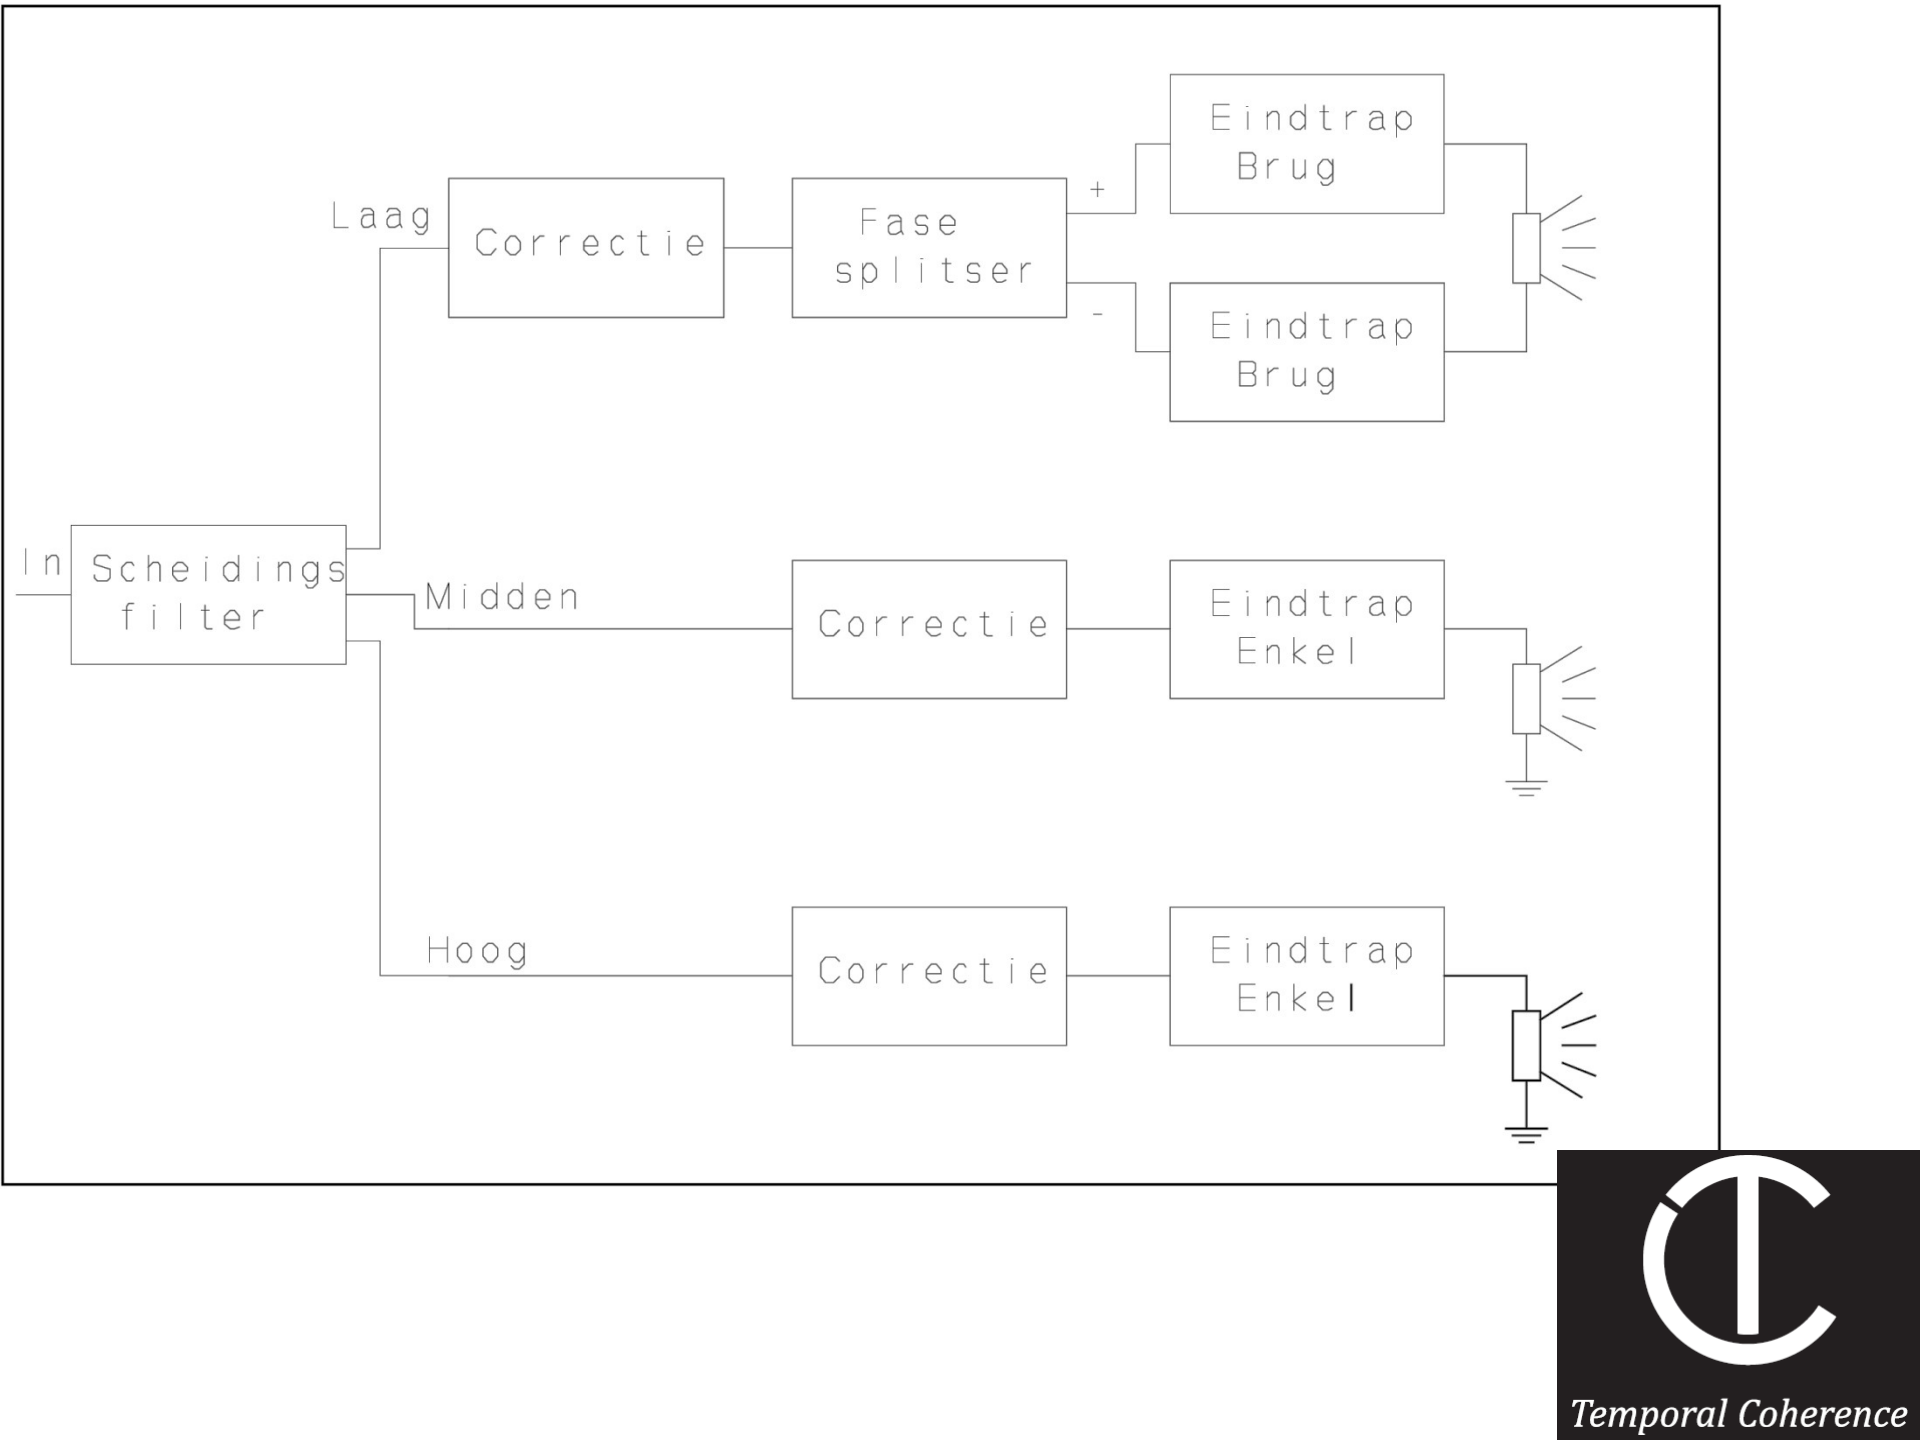 Eindtrap
Brug
Laag
Correctie
Fase
splitser
+
-
Eindtrap
Brug
In
Scheidings
filter
Midden
Correctie
Eindtrap
Enkel
Hoog
Correctie
Eindtrap
Enkel
TC
Temporal Coherence